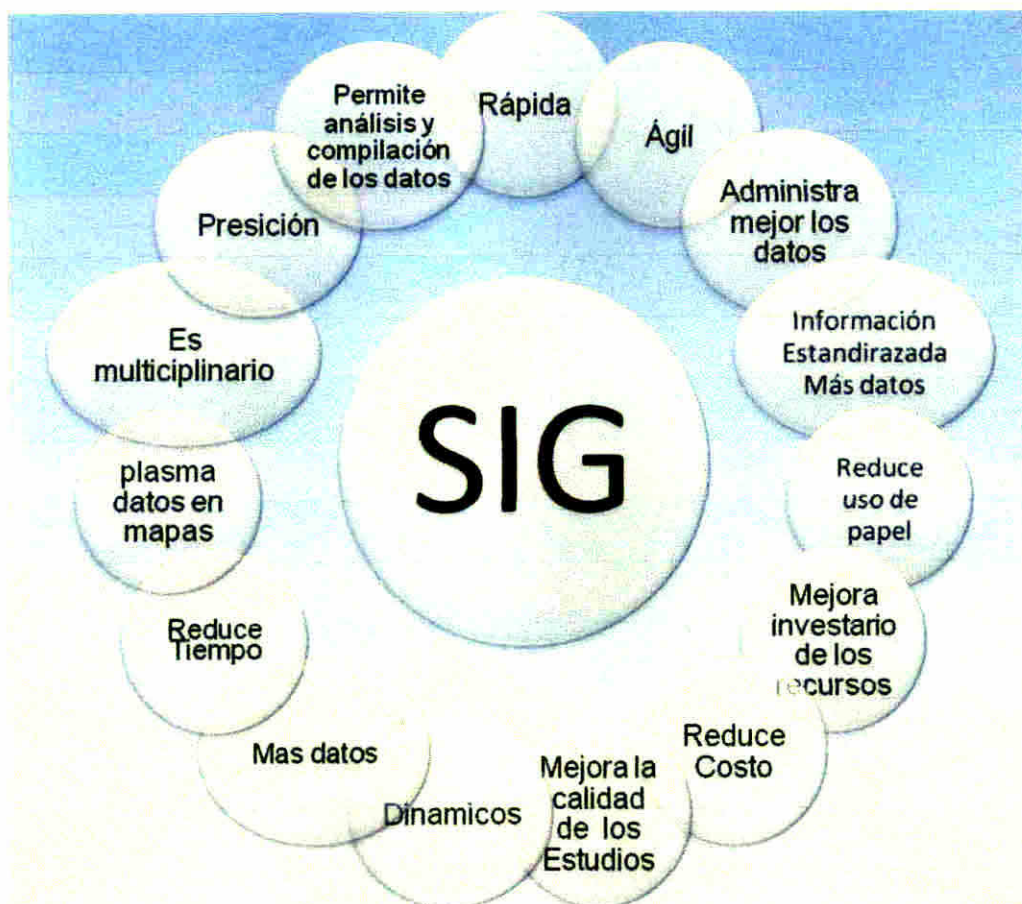 Rápida
Ágil
Administra
mejor los
datos
Información
Estandirazada
Más datos
Reduce
uso de
papel
Mejora
investario
de los
recursos
Reduce
Costo
Mejora la
calidad
de los
Estudios
Dinamicos
Mas datos
Reduce
Tiempo
plasma
datos en
mapas
Es
multiciplinario
Presición
Permite
análisis y
compilación
de los datos
SIG